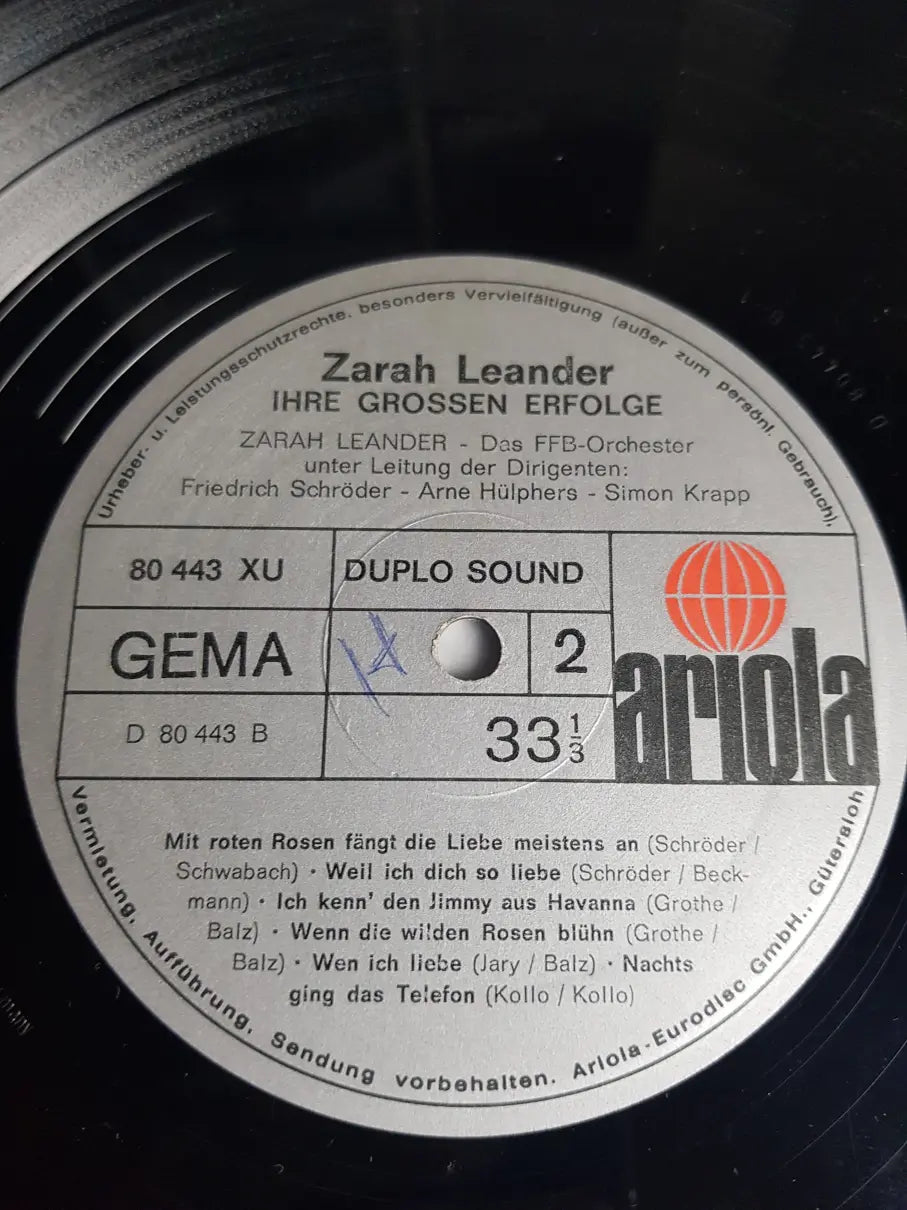 Urheber- u. Leistungsschutzrechte, besonders Vervielfältigung (außer zum persönl. Gebrauch),
Zarah Leander
IHRE GROSSEN ERFOLGE
ZARAH LEANDER - Das FFB-Orchester
unter Leitung der Dirigenten:
Friedrich Schröder - Arne Hülphers - Simon Krapp
80 443 XU
DUPLO SOUND
GEMA
2
ariola
D 80 443 B
33 1/3
Mit roten Rosen fängt die Liebe meistens an (Schröder /
Schwabach) · Weil ich dich so liebe (Schröder / Beck-
mann) · Ich kenn' den Jimmy aus Havanna (Grothe /
Balz) · Wenn die wilden Rosen blühn (Grothe /
Balz) · Wen ich liebe (Jary / Balz) · Nachts
ging das Telefon (Kollo / Kollo)
Vermietung, Aufführung, Sendung vorbehalten. Ariola-Eurodisc GmbH., Gütersloh